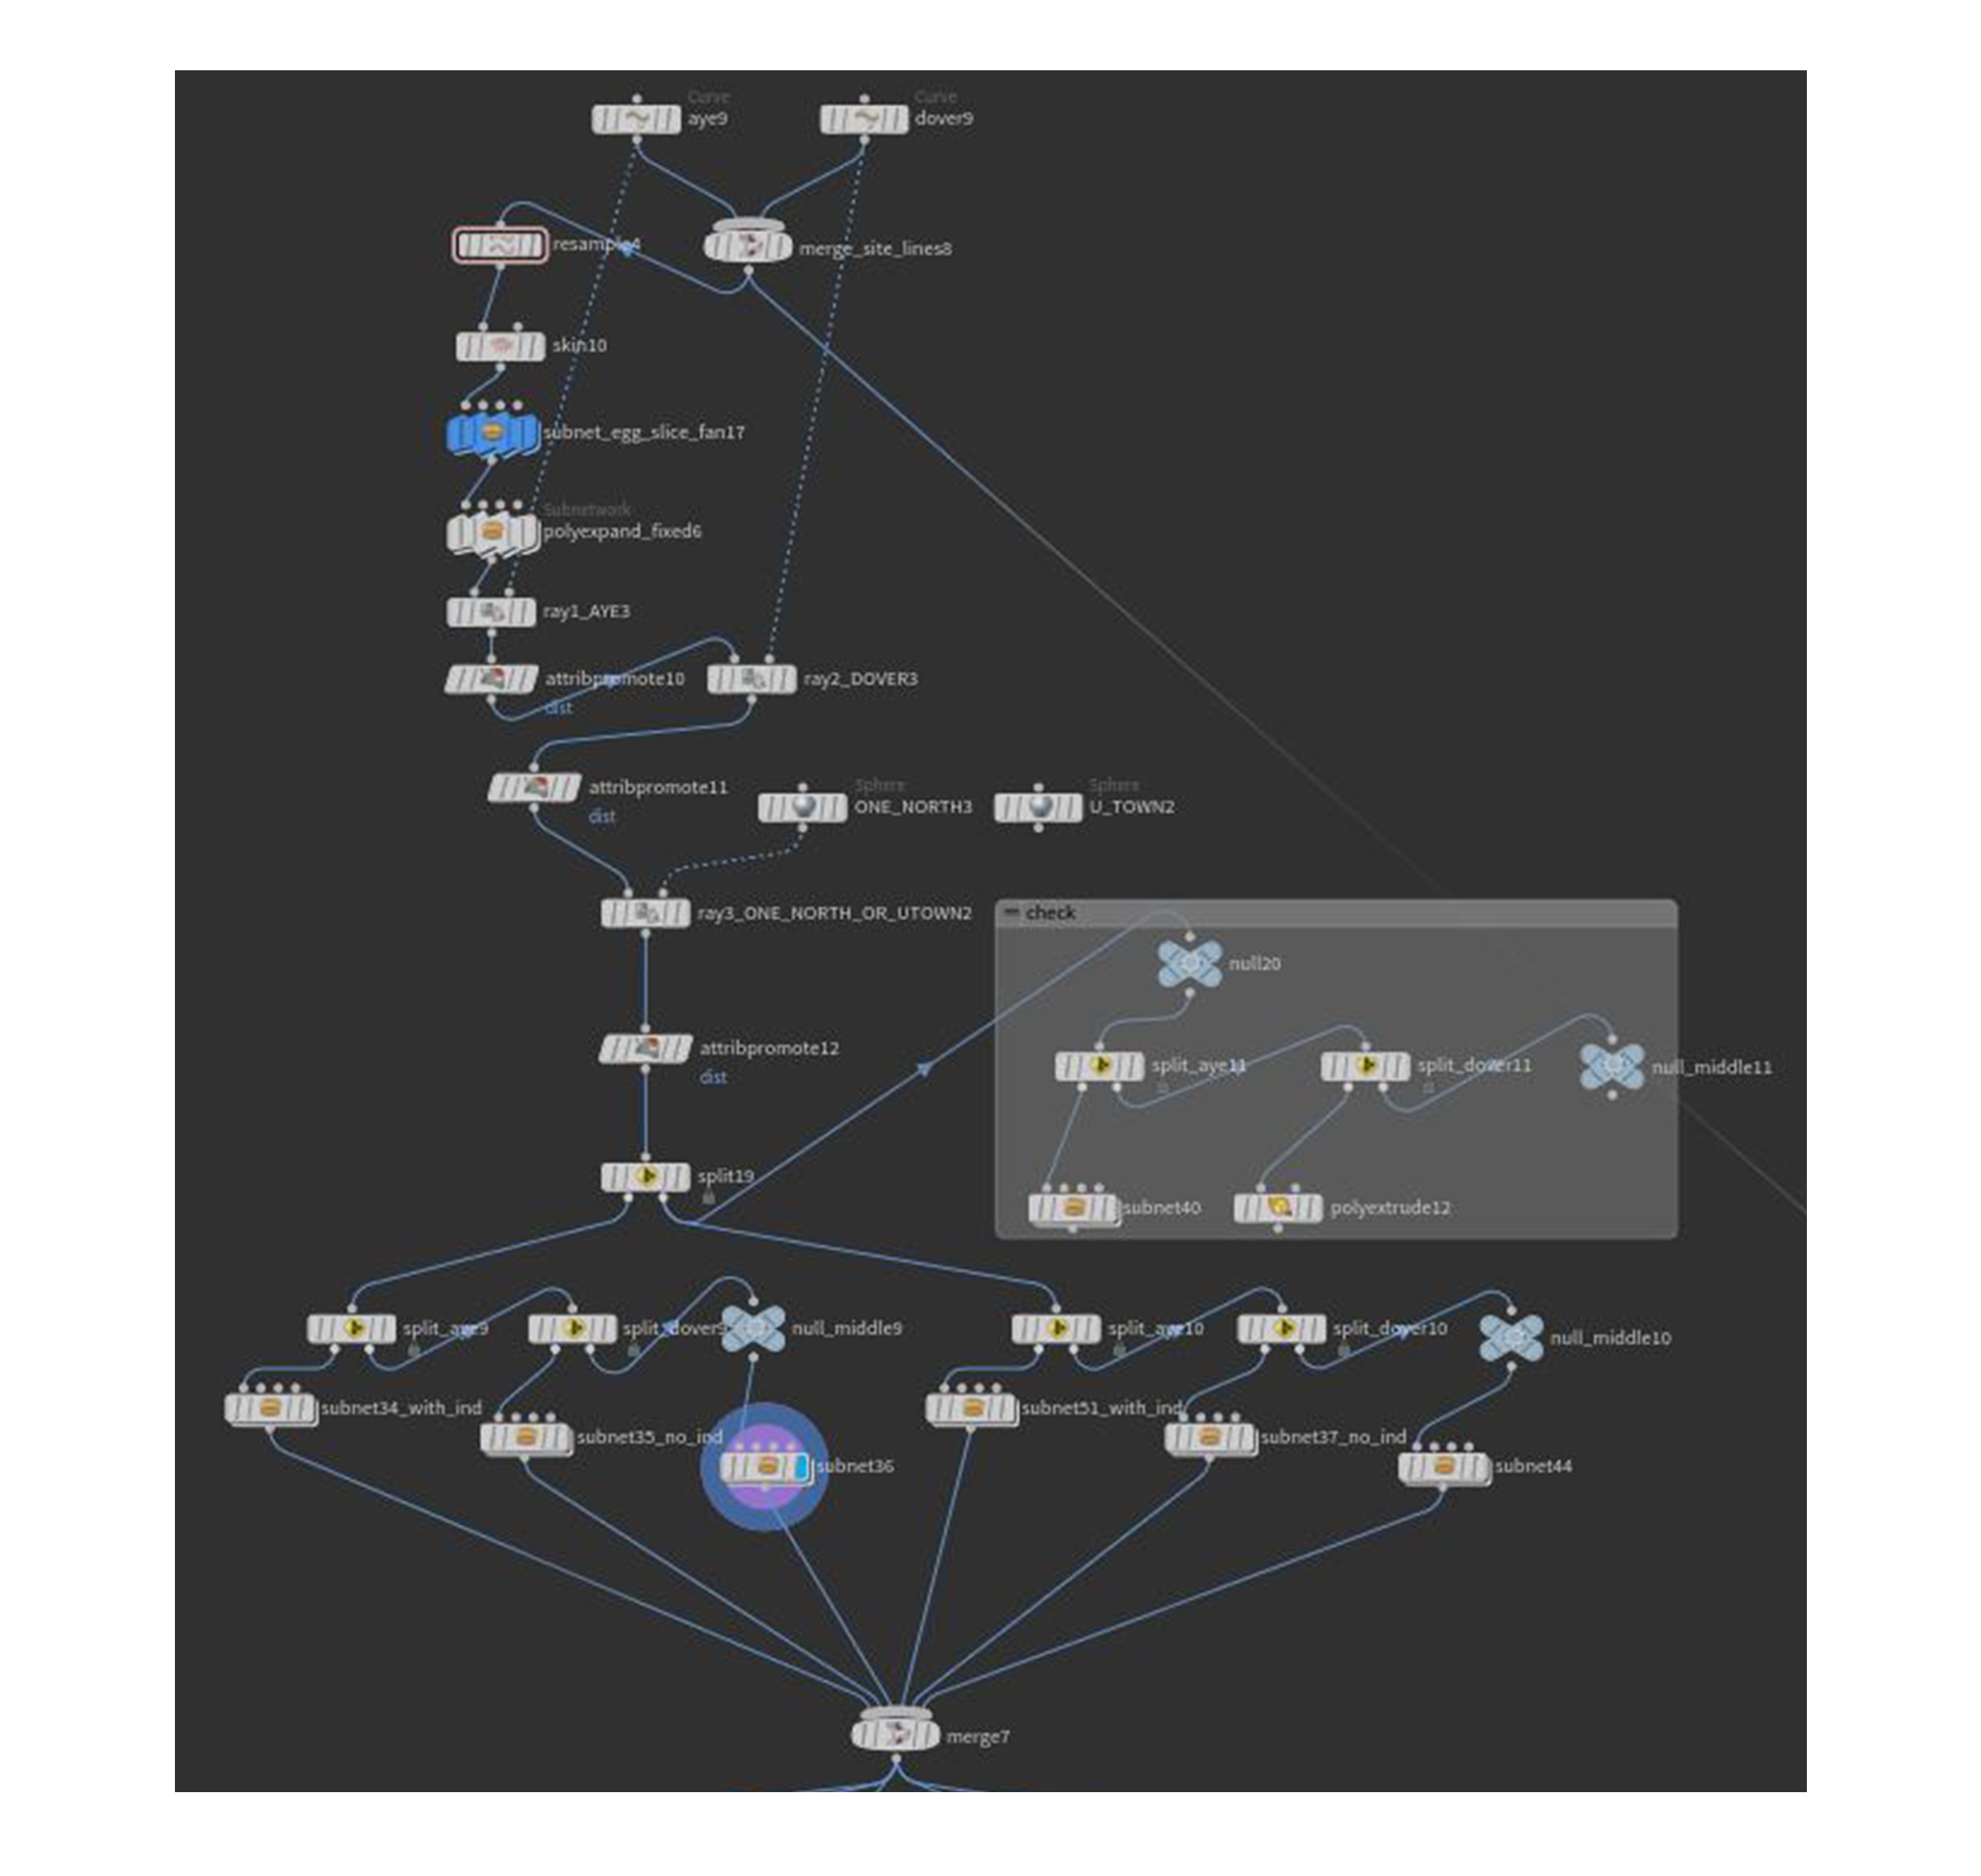 Curve
aye9
Curve
dover9
resample4
merge_site_lines8
skin10
subnet_egg_slice_fan17
Subnetwork
polyexpand_fixed6
ray1_AYE3
attribpromote10
dist
ray2_DOVER3
attribpromote11
dist
Sphere
ONE_NORTH3
Sphere
U_TOWN2
ray3_ONE_NORTH_OR_UTOWN2
check
null20
attribpromote12
dist
split_aye11
split_dover11
null_middle11
split19
subnet40
polyextrude12
split_aye9
split_dover9
null_middle9
split_aye10
split_dover10
null_middle10
subnet34_with_ind
subnet35_no_ind
subnet36
subnet51_with_ind
subnet37_no_ind
subnet44
merge7